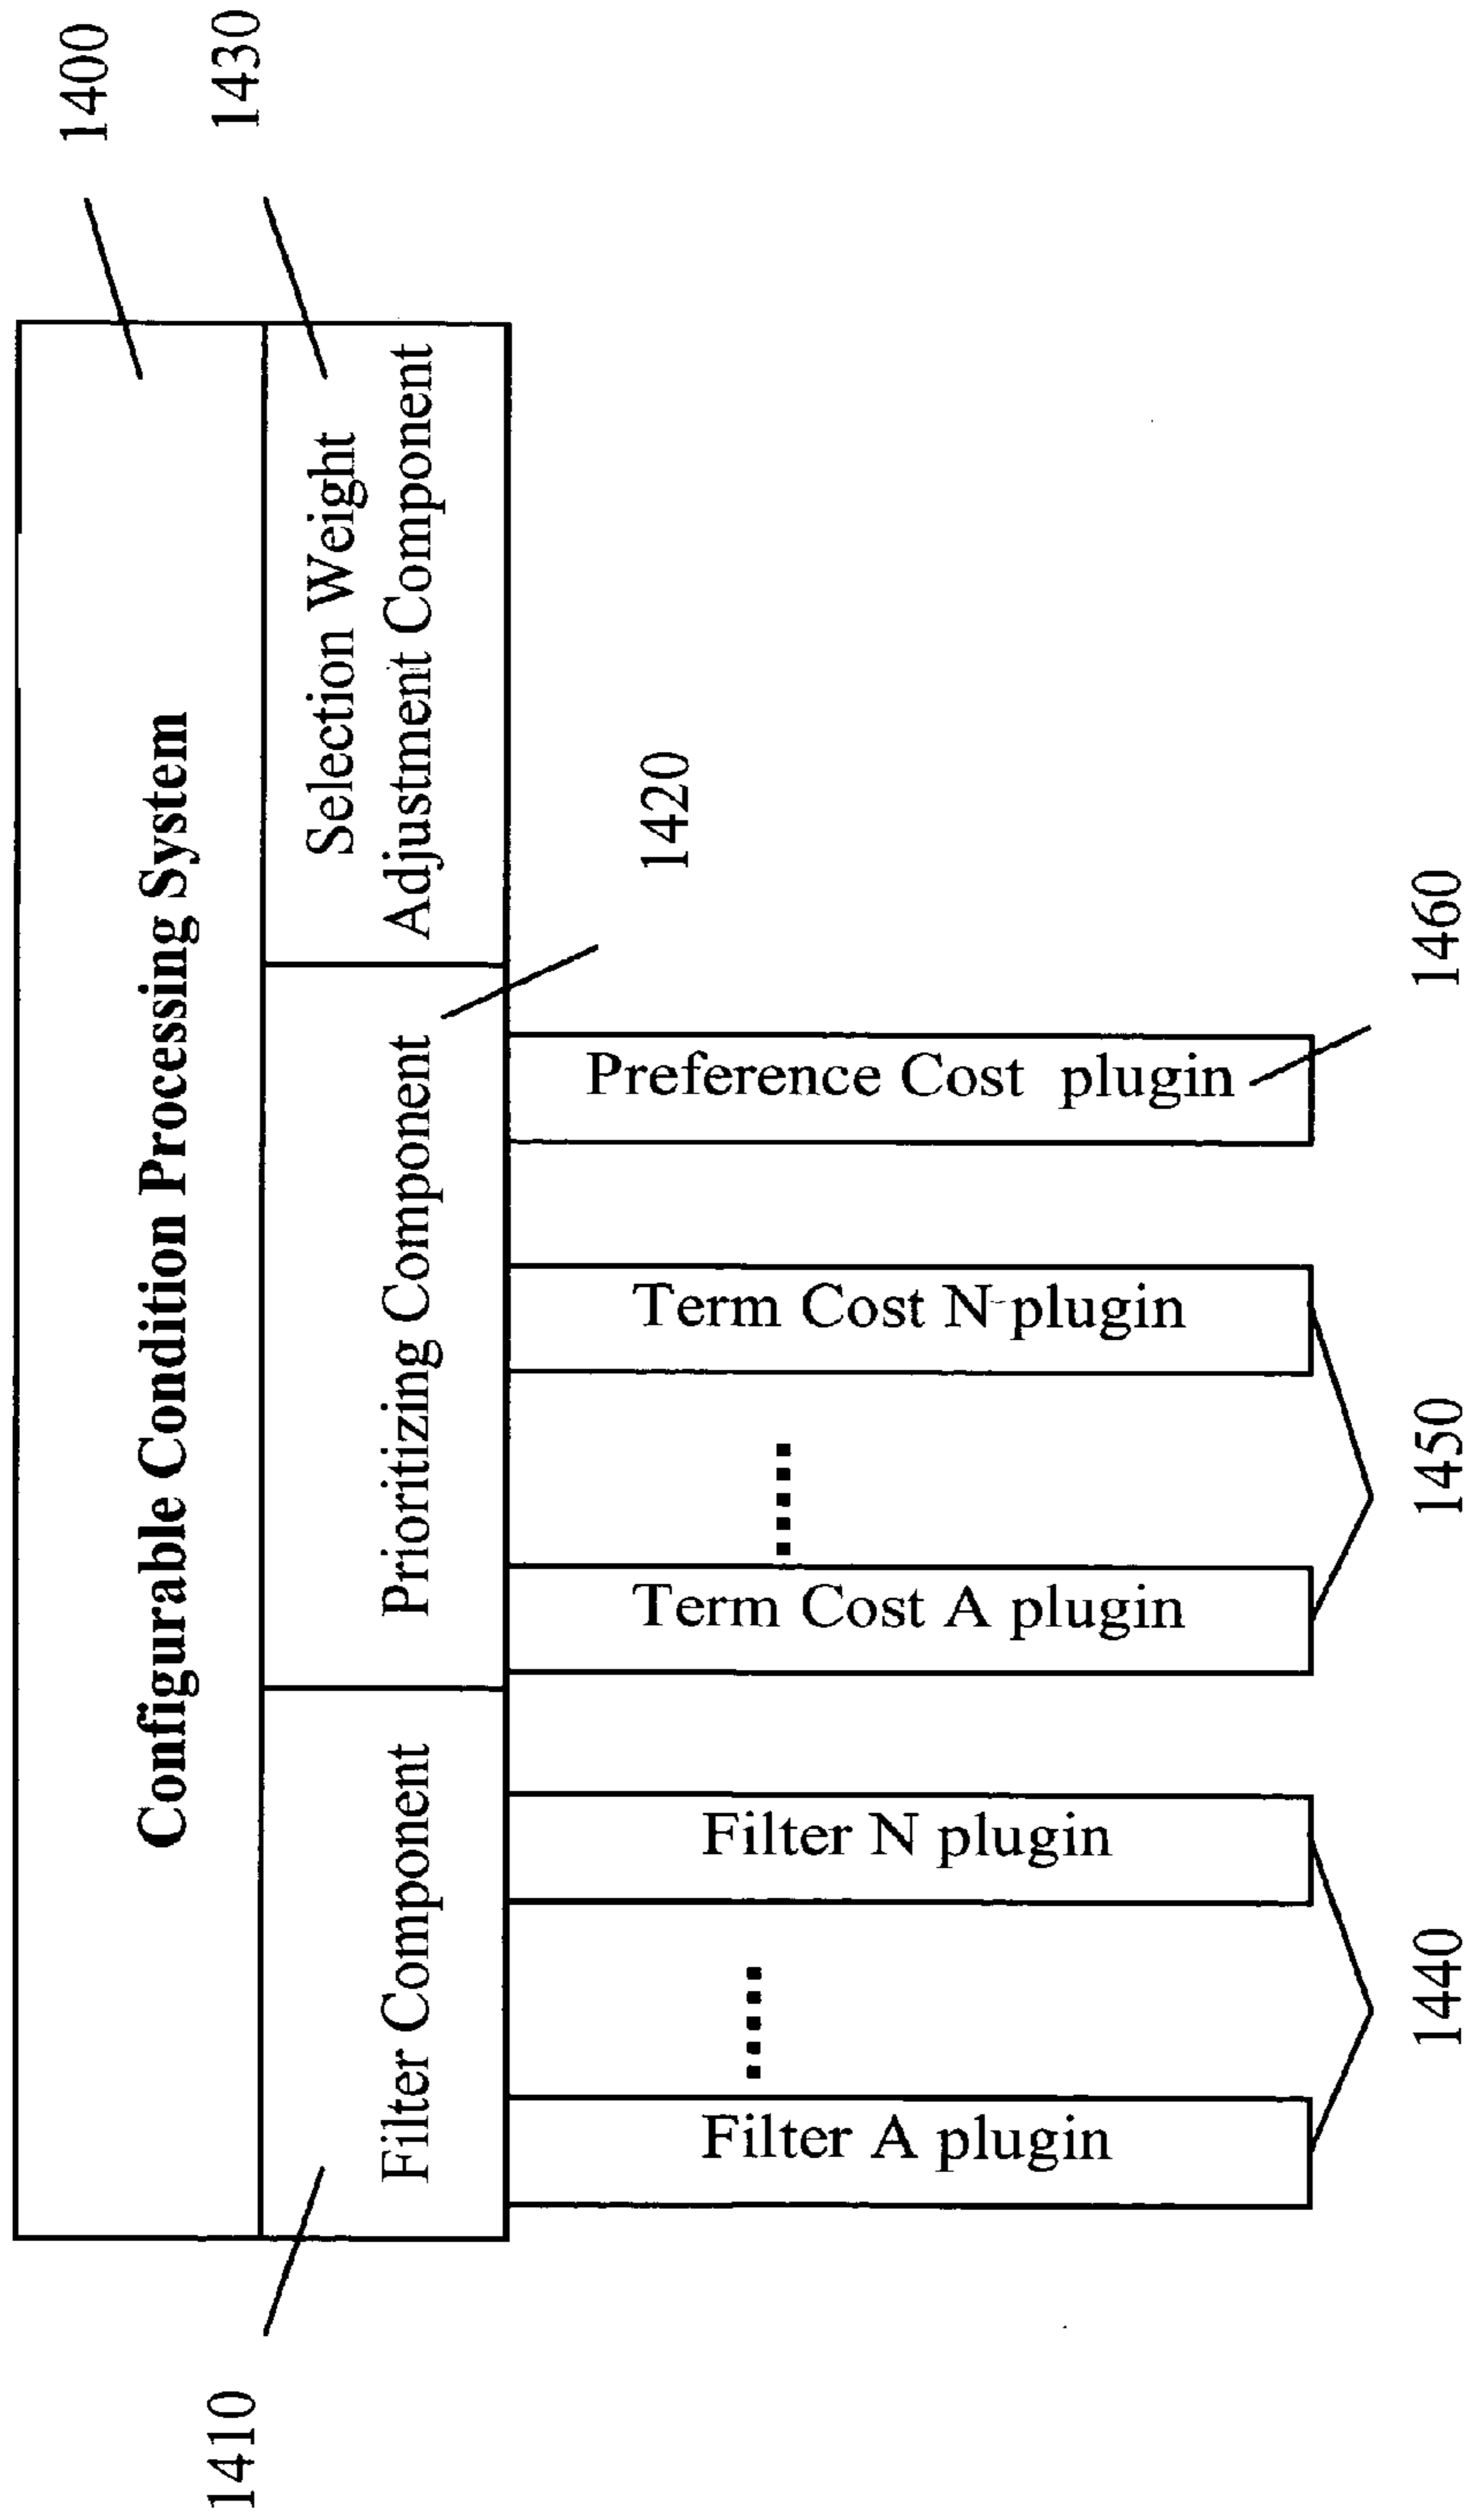 1400
1430
Configurable Condition Processing System
Filter Component
Prioritizing Component
Selection Weight
Adjustment Component
1410
1420
Filter A plugin
Filter N plugin
Term Cost A plugin
Term Cost N plugin
Preference Cost plugin
1440
1450
1460